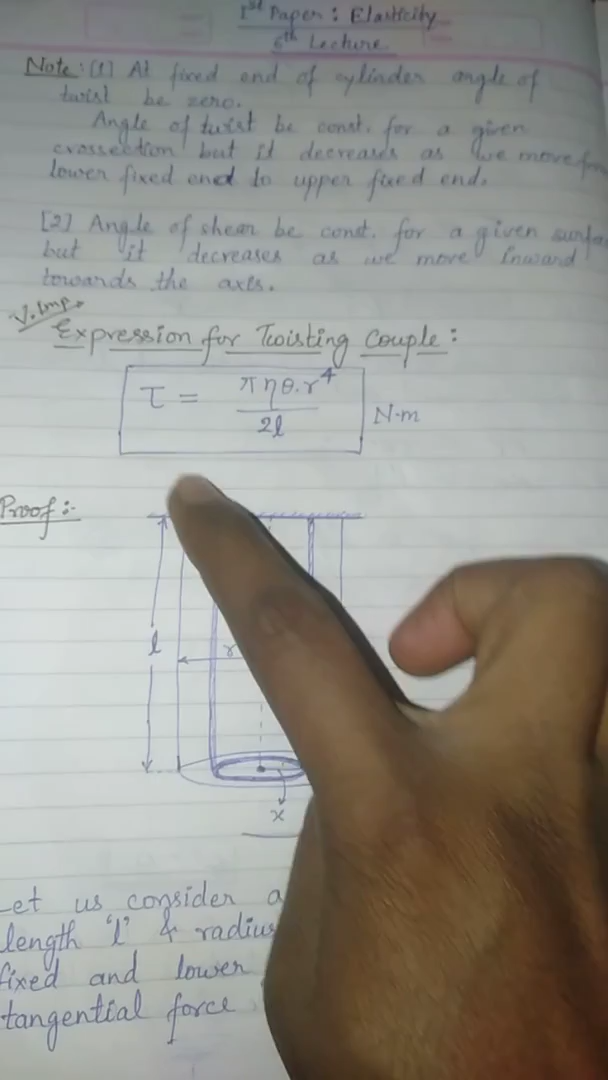 1st Paper : Elasticity
6th Lecture
Note : (1) At fixed end of cylinder angle of
twist be zero.
Angle of twist be const. for a given
crossection but it decreases as we move
lower fixed end to upper fixed end.
[2] Angle of shear be const. for a given
but it decreases as we move inward
towards the axis.
V. Imp.
Expression for Twisting Couple :
τ = πηθ.r⁴ / 2l N-m
Proof :-
l
r
x
Let us consider a
length 'l' & radius
fixed and lower
tangential force